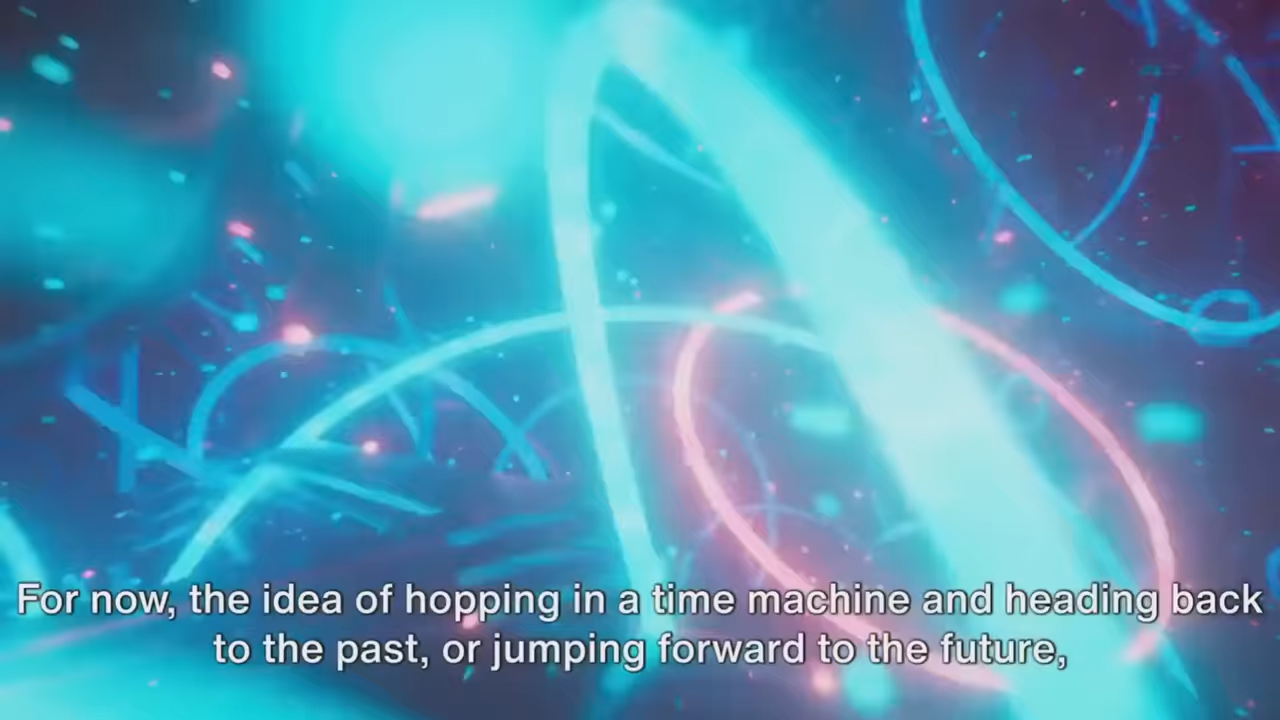 For now, the idea of hopping in a time machine and heading back
to the past, or jumping forward to the future,